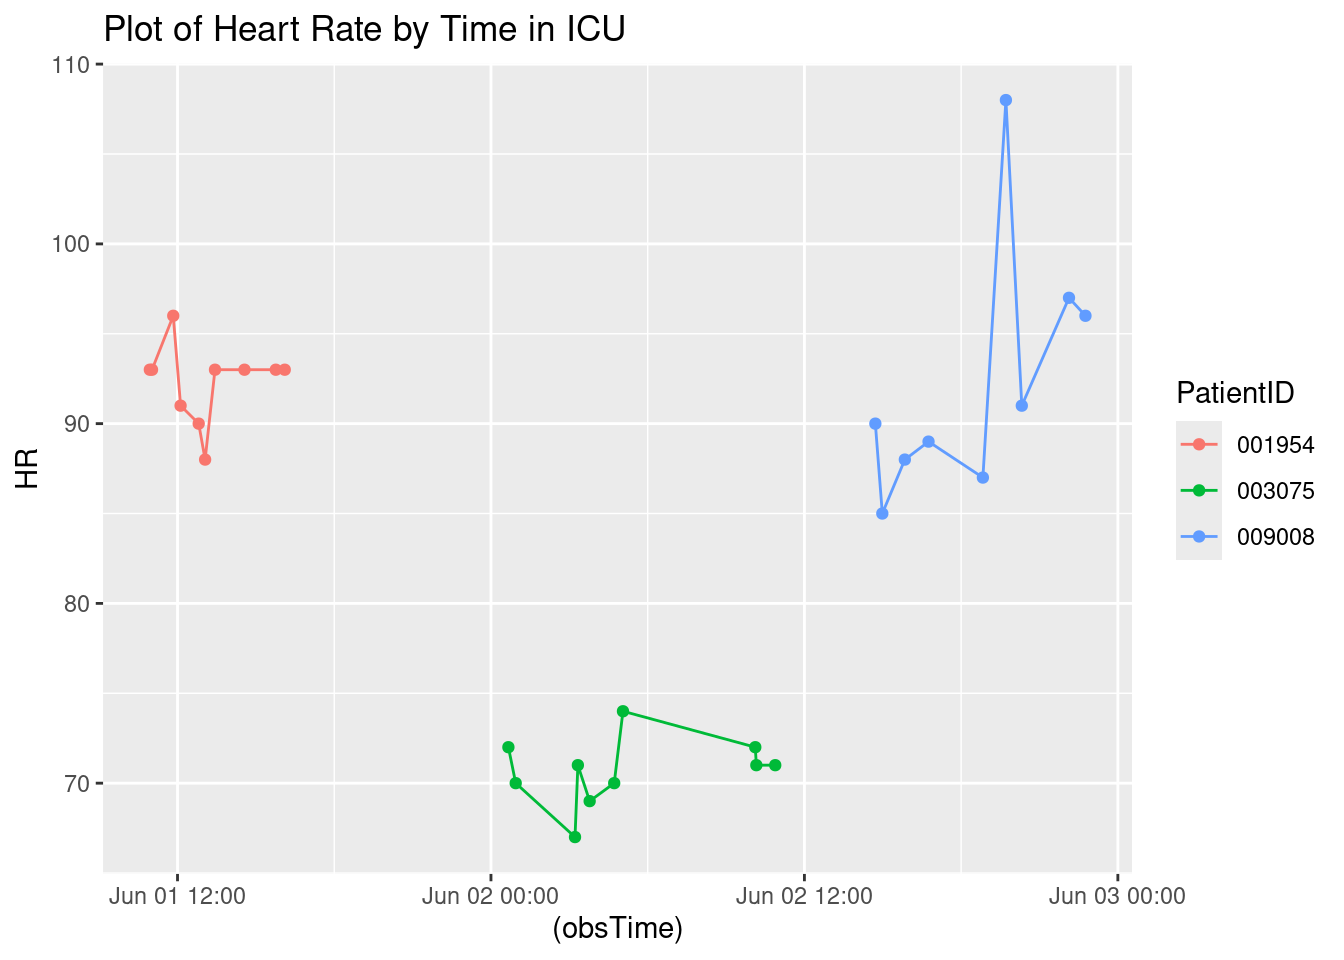 Plot of Heart Rate by Time in ICU
110
100
90
80
70
HR
Jun 01 12:00
Jun 02 00:00
Jun 02 12:00
Jun 03 00:00
(obsTime)
PatientID
001954
003075
009008